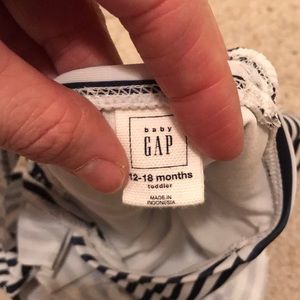 baby
GAP
12-18 months
toddler
MADE IN
INDONESIA